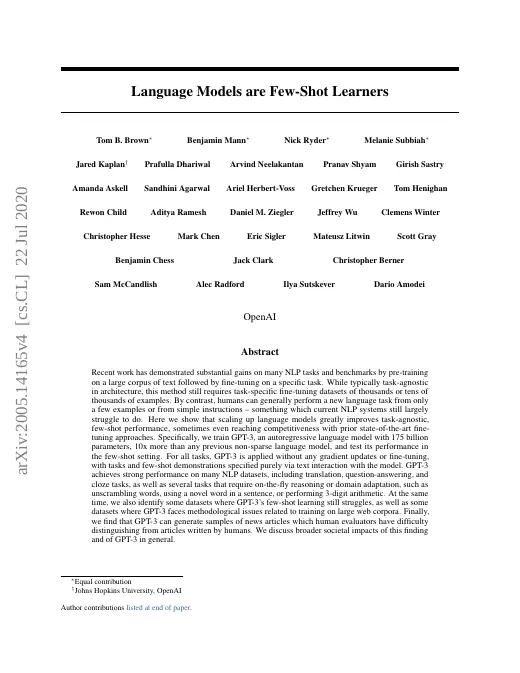 Language Models are Few-Shot Learners
Tom B. Brown* Benjamin Mann* Nick Ryder* Melanie Subbiah*
Jared Kaplan† Prafulla Dhariwal Arvind Neelakantan Pranav Shyam Girish Sastry
Amanda Askell Sandhini Agarwal Ariel Herbert-Voss Gretchen Krueger Tom Henighan
Rewon Child Aditya Ramesh Daniel M. Ziegler Jeffrey Wu Clemens Winter
Christopher Hesse Mark Chen Eric Sigler Mateusz Litwin Scott Gray
Benjamin Chess Jack Clark Christopher Berner
Sam McCandlish Alec Radford Ilya Sutskever Dario Amodei
OpenAI
Abstract
Recent work has demonstrated substantial gains on many NLP tasks and benchmarks by pre-training
on a large corpus of text followed by fine-tuning on a specific task. While typically task-agnostic
in architecture, this method still requires task-specific fine-tuning datasets of thousands or tens of
thousands of examples. By contrast, humans can generally perform a new language task from only
a few examples or from simple instructions – something which current NLP systems still largely
struggle to do. Here we show that scaling up language models greatly improves task-agnostic,
few-shot performance, sometimes even reaching competitiveness with prior state-of-the-art fine-
tuning approaches. Specifically, we train GPT-3, an autoregressive language model with 175 billion
parameters, 10x more than any previous non-sparse language model, and test its performance in
the few-shot setting. For all tasks, GPT-3 is applied without any gradient updates or fine-tuning,
with tasks and few-shot demonstrations specified purely via text interaction with the model. GPT-3
achieves strong performance on many NLP datasets, including translation, question-answering, and
cloze tasks, as well as several tasks that require on-the-fly reasoning or domain adaptation, such as
unscrambling words, using a novel word in a sentence, or performing 3-digit arithmetic. At the same
time, we also identify some datasets where GPT-3's few-shot learning still struggles, as well as some
datasets where GPT-3 faces methodological issues related to training on large web corpora. Finally,
we find that GPT-3 can generate samples of news articles which human evaluators have difficulty
distinguishing from articles written by humans. We discuss broader societal impacts of this finding
and of GPT-3 in general.
*Equal contribution
†Johns Hopkins University, OpenAI
Author contributions listed at end of paper.
arXiv:2005.14165v4 [cs.CL] 22 Jul 2020